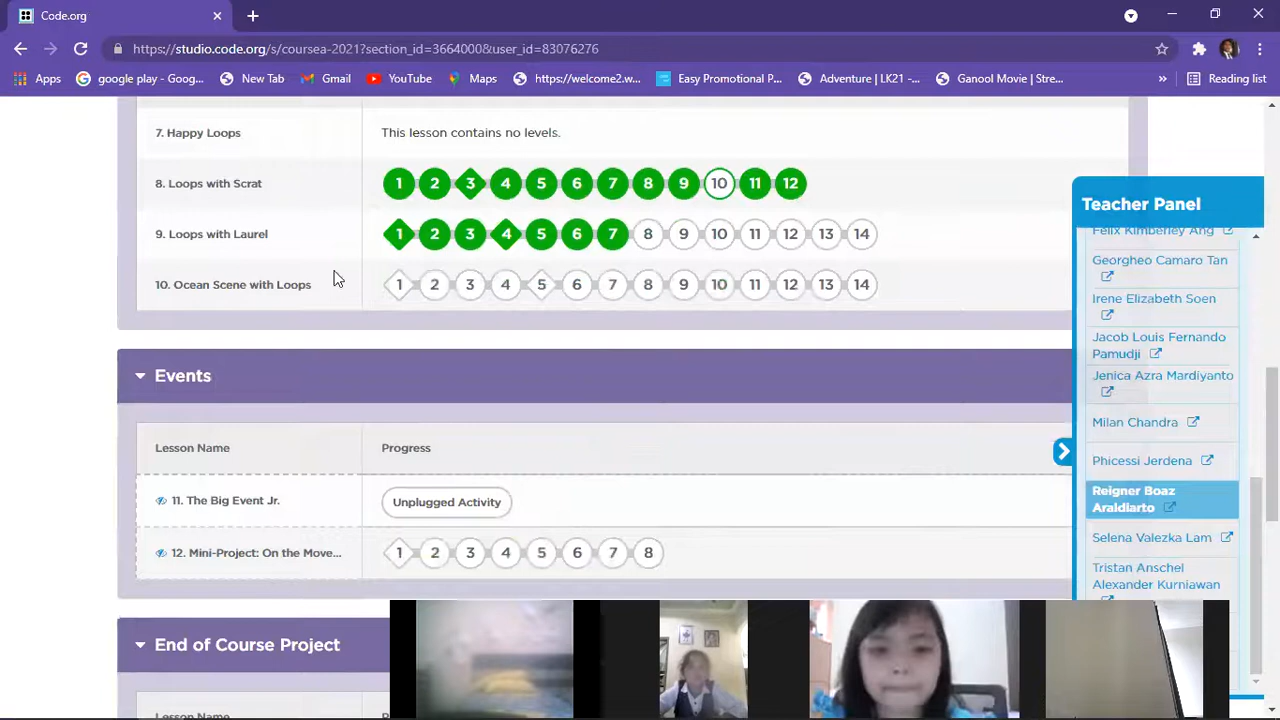 Code.org
https://studio.code.org/s/coursea-2021?section_id=3664000&user_id=83076276
Apps google play - Goog... New Tab Gmail YouTube Maps https://welcome2.w... Easy Promotional P... Adventure | LK21 -... Ganool Movie | Stre... » Reading list
7. Happy Loops This lesson contains no levels.
8. Loops with Scrat 1 2 3 4 5 6 7 8 9 10 11 12
9. Loops with Laurel 1 2 3 4 5 6 7 8 9 10 11 12 13 14
10. Ocean Scene with Loops 1 2 3 4 5 6 7 8 9 10 11 12 13 14
Events
Lesson Name Progress
11. The Big Event Jr. Unplugged Activity
12. Mini-Project: On the Move... 1 2 3 4 5 6 7 8
End of Course Project
Lesson Name
Teacher Panel
Felix Kimberley Ang
Georgheo Camaro Tan
Irene Elizabeth Soen
Jacob Louis Fernando
Pamudji
Jenica Azra Mardiyanto
Milan Chandra
Phicessi Jerdena
Reigner Boaz
Araldiarto
Selena Valezka Lam
Tristan Anschel
Alexander Kurniawan